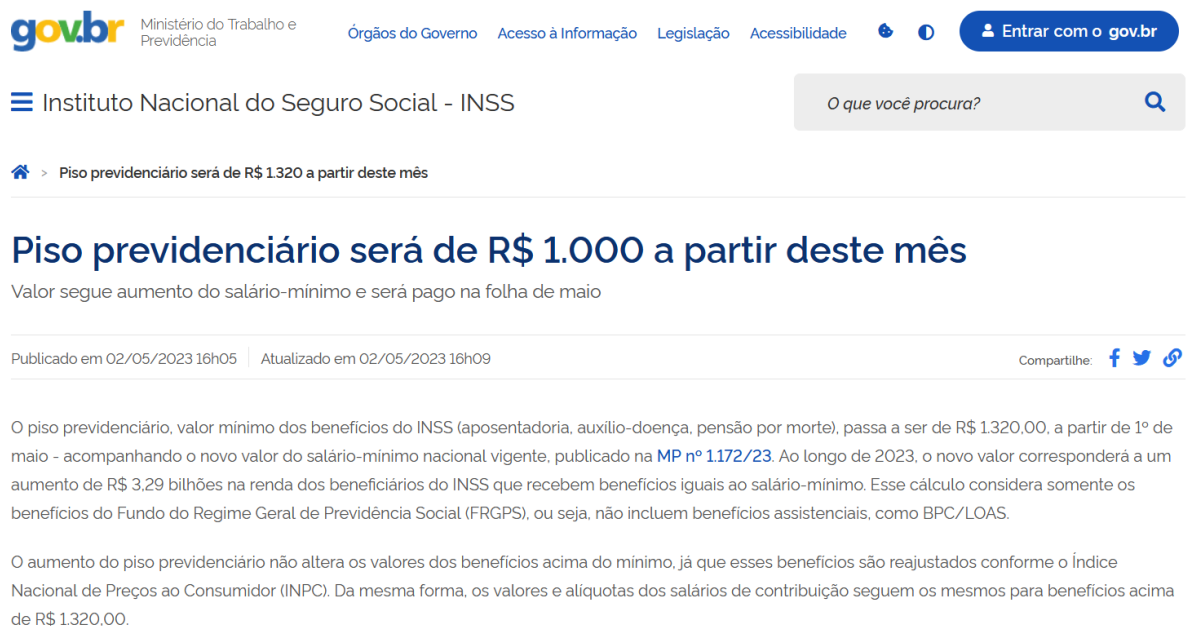 gov.br
Ministério do Trabalho e
Previdência
Órgãos do Governo Acesso à Informação Legislação Acessibilidade
Entrar com o gov.br
Instituto Nacional do Seguro Social - INSS
O que você procura?
> Piso previdenciário será de R$ 1.320 a partir deste mês
Piso previdenciário será de R$ 1.000 a partir deste mês
Valor segue aumento do salário-mínimo e será pago na folha de maio
Publicado em 02/05/2023 16h05 Atualizado em 02/05/2023 16h09
Compartilhe:
O piso previdenciário, valor mínimo dos benefícios do INSS (aposentadoria, auxílio-doença, pensão por morte), passa a ser de R$ 1.320,00, a partir de 1º de
maio - acompanhando o novo valor do salário-mínimo nacional vigente, publicado na MP nº 1.172/23. Ao longo de 2023, o novo valor corresponderá a um
aumento de R$ 3,29 bilhões na renda dos beneficiários do INSS que recebem benefícios iguais ao salário-mínimo. Esse cálculo considera somente os
benefícios do Fundo do Regime Geral de Previdência Social (FRGPS), ou seja, não incluem benefícios assistenciais, como BPC/LOAS.
O aumento do piso previdenciário não altera os valores dos benefícios acima do mínimo, já que esses benefícios são reajustados conforme o Índice
Nacional de Preços ao Consumidor (INPC). Da mesma forma, os valores e alíquotas dos salários de contribuição seguem os mesmos para benefícios acima
de R$ 1.320,00.